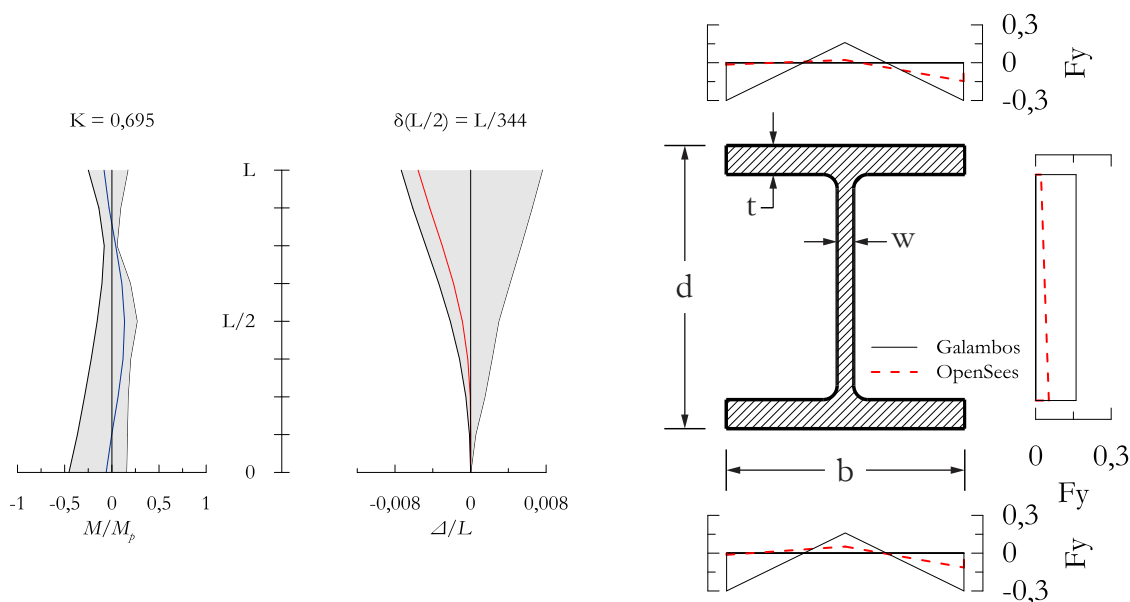 K = 0,695
L
L/2
0
-1 -0,5 0 0,5 1
M/Mp
δ(L/2) = L/344
-0,008 0 0,008
Δ/L
0,3
0
-0,3
Fy
t
w
d
b
Galambos
OpenSees
0 0,3
Fy
0,3
0
-0,3
Fy